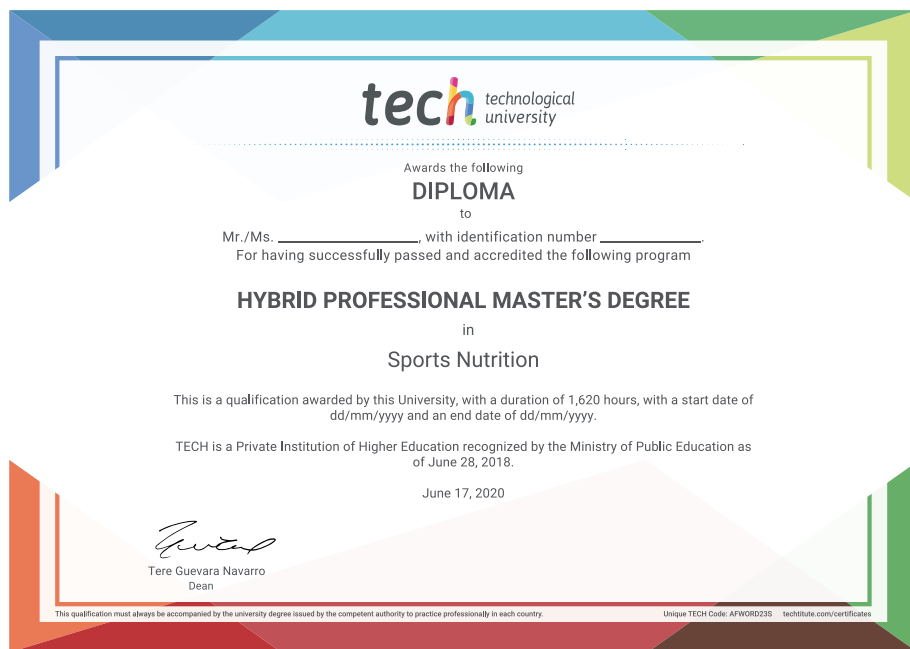 tech technological
university
Awards the following
DIPLOMA
to
Mr./Ms. ____________________, with identification number ______________.
For having successfully passed and accredited the following program
HYBRID PROFESSIONAL MASTER’S DEGREE
in
Sports Nutrition
This is a qualification awarded by this University, with a duration of 1,620 hours, with a start date of
dd/mm/yyyy and an end date of dd/mm/yyyy.
TECH is a Private Institution of Higher Education recognized by the Ministry of Public Education as
of June 28, 2018.
June 17, 2020
Tere Guevara Navarro
Dean
This qualification must always be accompanied by the university degree issued by the competent authority to practice professionally in each country. Unique TECH Code: AFWORD23S techtitute.com/certificates